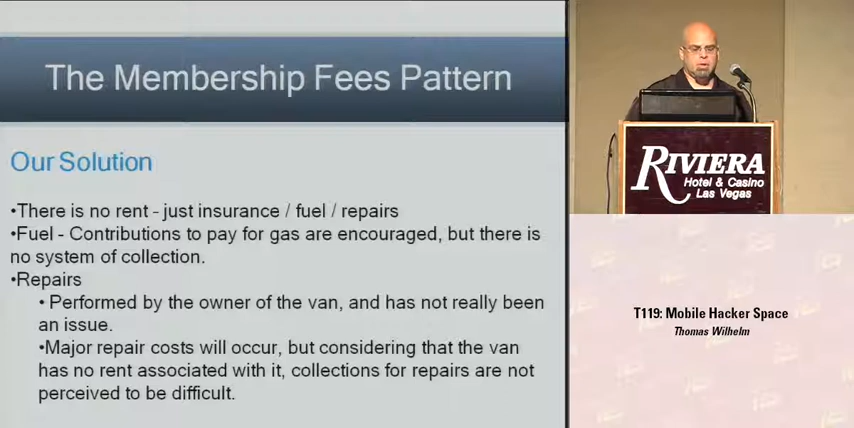 The Membership Fees Pattern
Our Solution
•There is no rent - just insurance / fuel / repairs
•Fuel - Contributions to pay for gas are encouraged, but there is
no system of collection.
•Repairs
• Performed by the owner of the van, and has not really been
an issue.
•Major repair costs will occur, but considering that the van
has no rent associated with it, collections for repairs are not
perceived to be difficult.
RIVIERA
Hotel & Casino
Las Vegas
T119: Mobile Hacker Space
Thomas Wilhelm